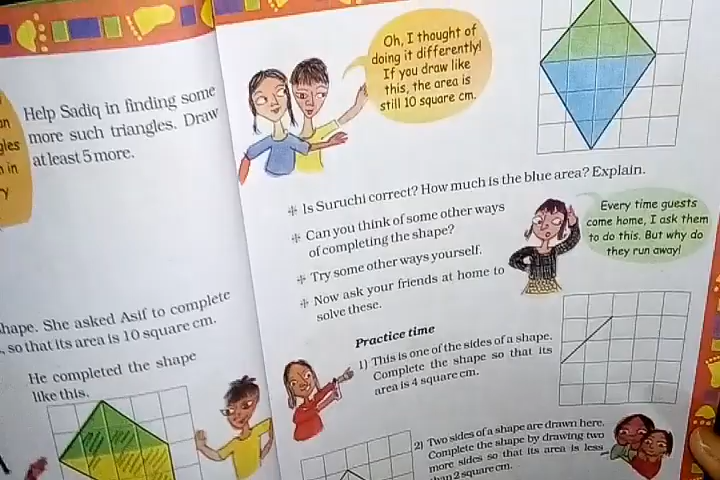 Help Sadiq in finding some
more such triangles. Draw
at least 5 more.
hape. She asked Asif to complete
, so that its area is 10 square cm.
He completed the shape
like this.
Oh, I thought of
doing it differently!
If you draw like
this, the area is
still 10 square cm.
Is Suruchi correct? How much is the blue area? Explain.
Can you think of some other ways
of completing the shape?
Try some other ways yourself.
Now ask your friends at home to
solve these.
Every time guests
come home, I ask them
to do this. But why do
they run away!
Practice time
1) This is one of the sides of a shape.
Complete the shape so that its
area is 4 square cm.
2) Two sides of a shape are drawn here.
Complete the shape by drawing two
more sides so that its area is less
than 2 square cm.